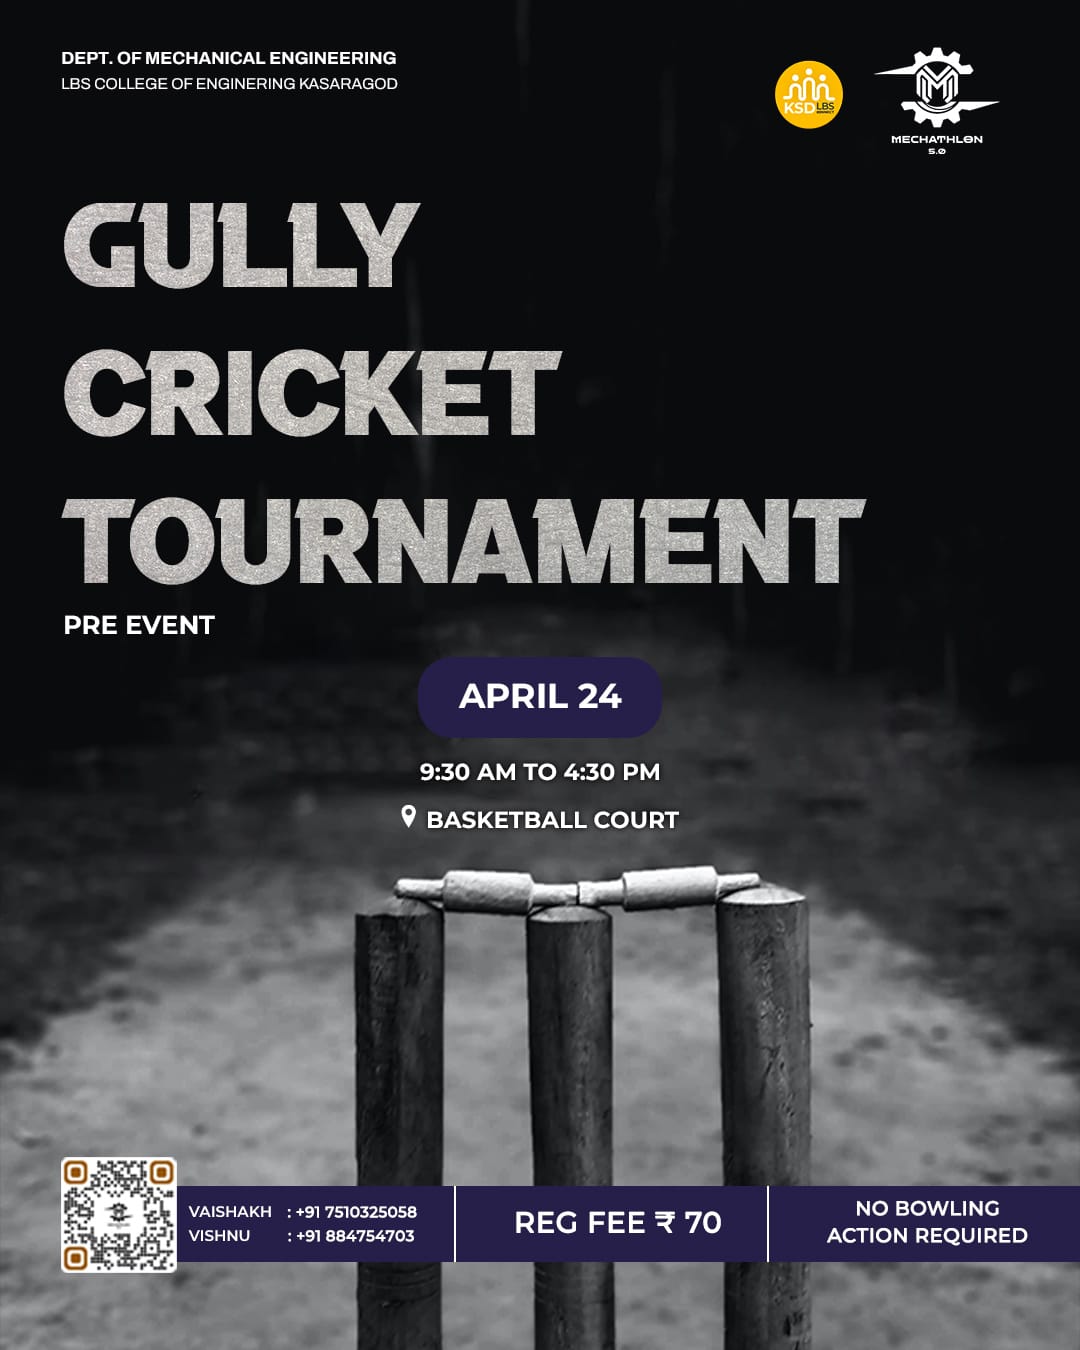 DEPT. OF MECHANICAL ENGINEERING
LBS COLLEGE OF ENGINERING KASARAGOD
KSD LBS
MECHATHLON
5.0
GULLY
CRICKET
TOURNAMENT
PRE EVENT
APRIL 24
9:30 AM TO 4:30 PM
BASKETBALL COURT
VAISHAKH : +91 7510325058
VISHNU : +91 884754703
REG FEE ₹ 70
NO BOWLING
ACTION REQUIRED